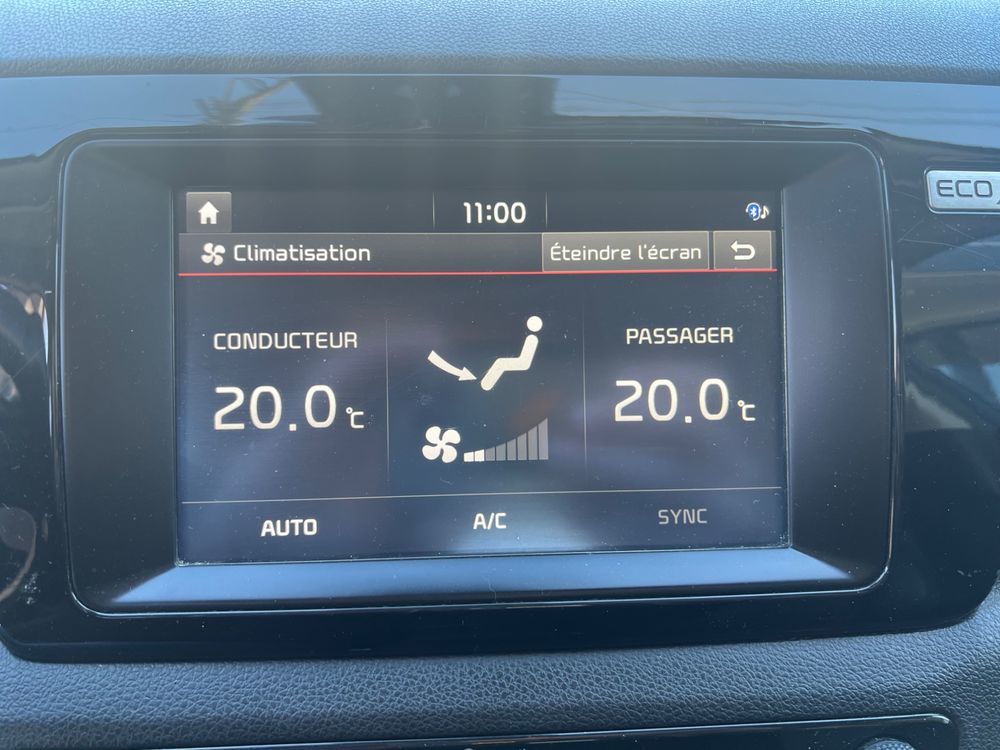 11:00
Climatisation
Éteindre l'écran
CONDUCTEUR
PASSAGER
20.0 °C
20.0 °C
AUTO
A/C
SYNC
ECO